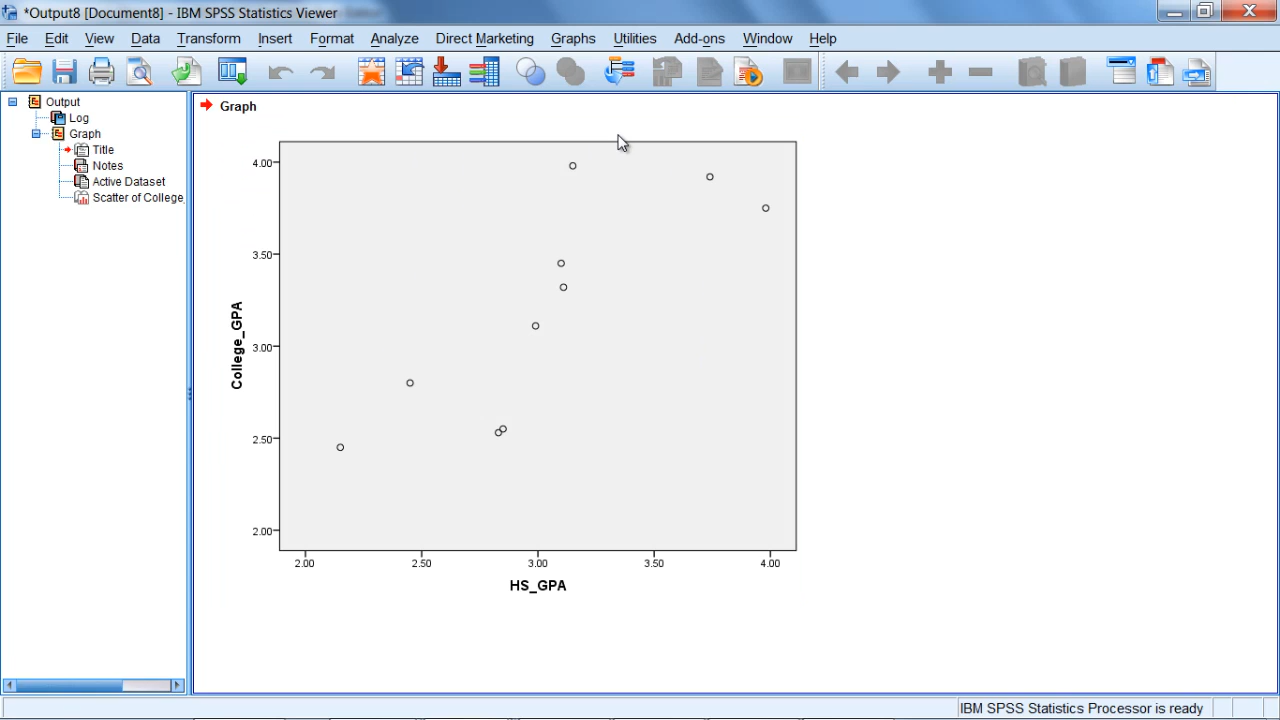 *Output8 [Document8] - IBM SPSS Statistics Viewer
File Edit View Data Transform Insert Format Analyze Direct Marketing Graphs Utilities Add-ons Window Help
Output
Log
Graph
Title
Notes
Active Dataset
Scatter of College_
Graph
4.00
3.50
3.00
2.50
2.00
College_GPA
2.00 2.50 3.00 3.50 4.00
HS_GPA
IBM SPSS Statistics Processor is ready